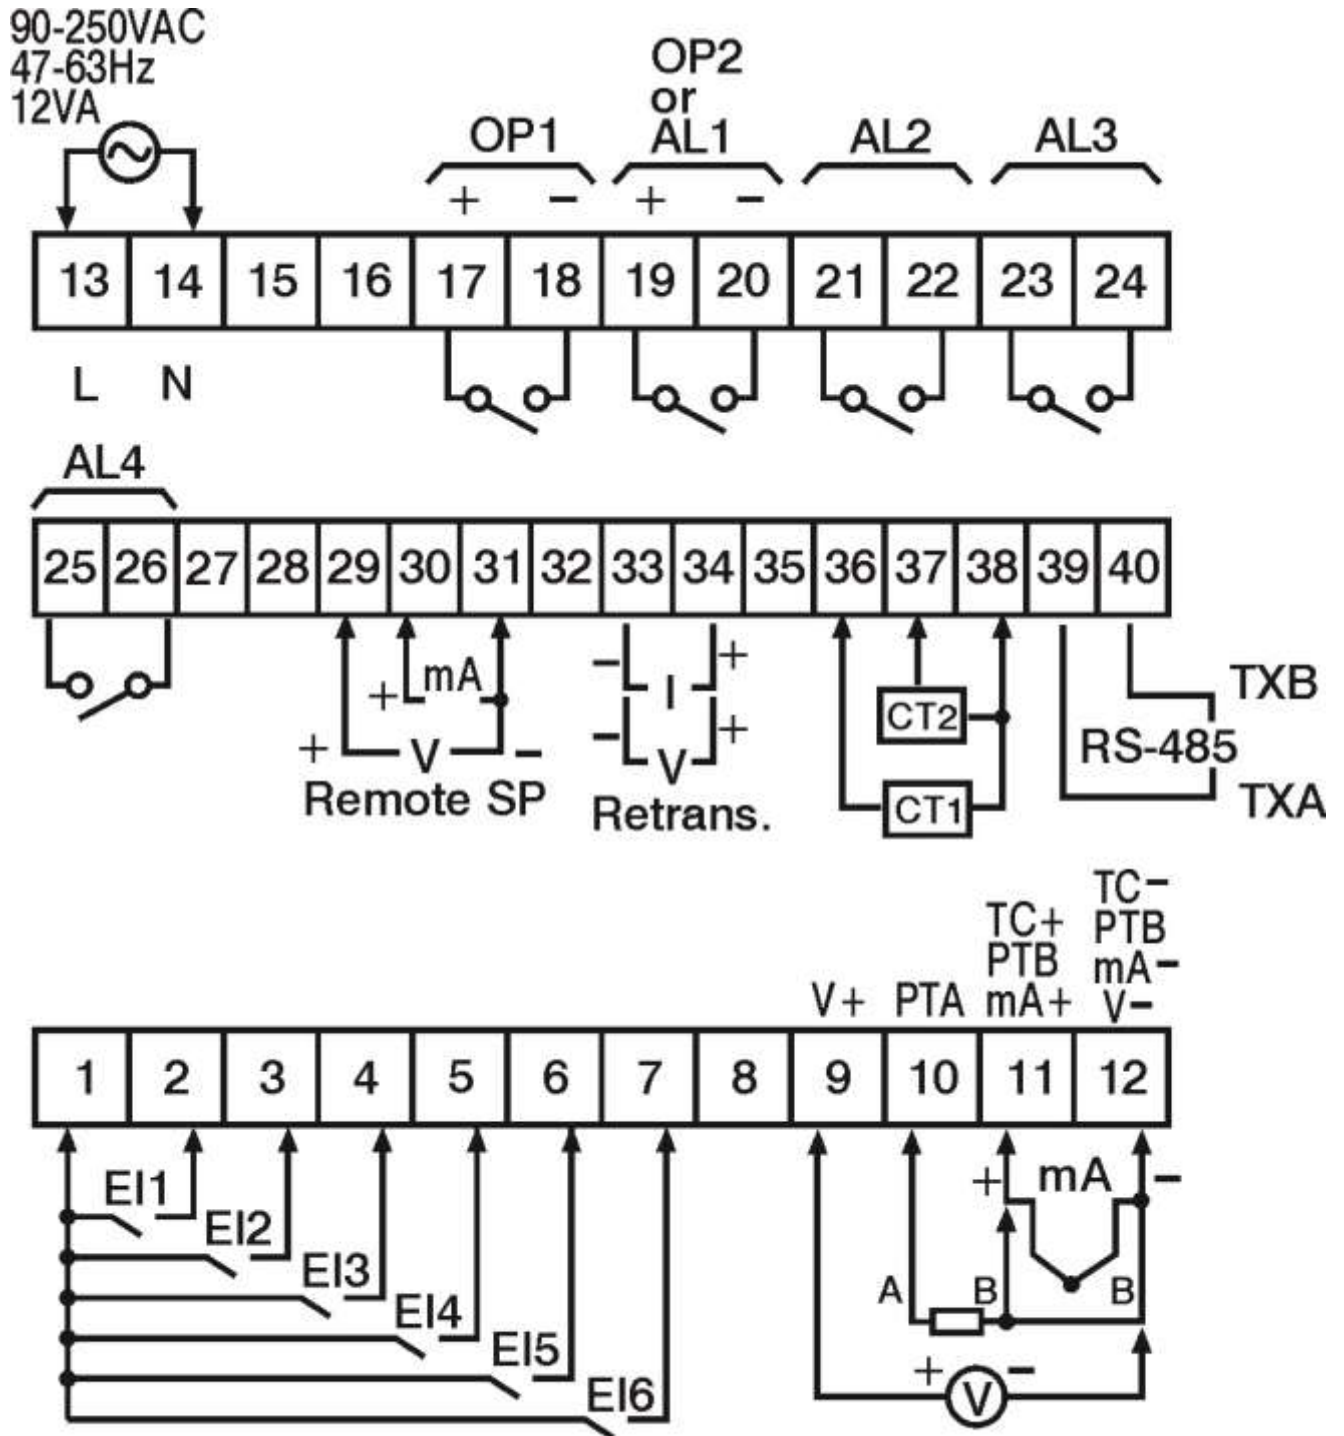 90-250VAC
47-63Hz
12VA
OP1
OP2
or
AL1
AL2
AL3
+ − + −
13 14 15 16 17 18 19 20 21 22 23 24
L N
AL4
25 26 27 28 29 30 31 32 33 34 35 36 37 38 39 40
+ mA
+ V −
Remote SP
− +
I
− +
V
Retrans.
CT2
CT1
TXB
RS-485
TXA
V+
PTA
TC+
PTB
mA+
TC−
PTB
mA−
V−
1 2 3 4 5 6 7 8 9 10 11 12
EI1
EI2
EI3
EI4
EI5
EI6
+ mA −
A B B
+ V −